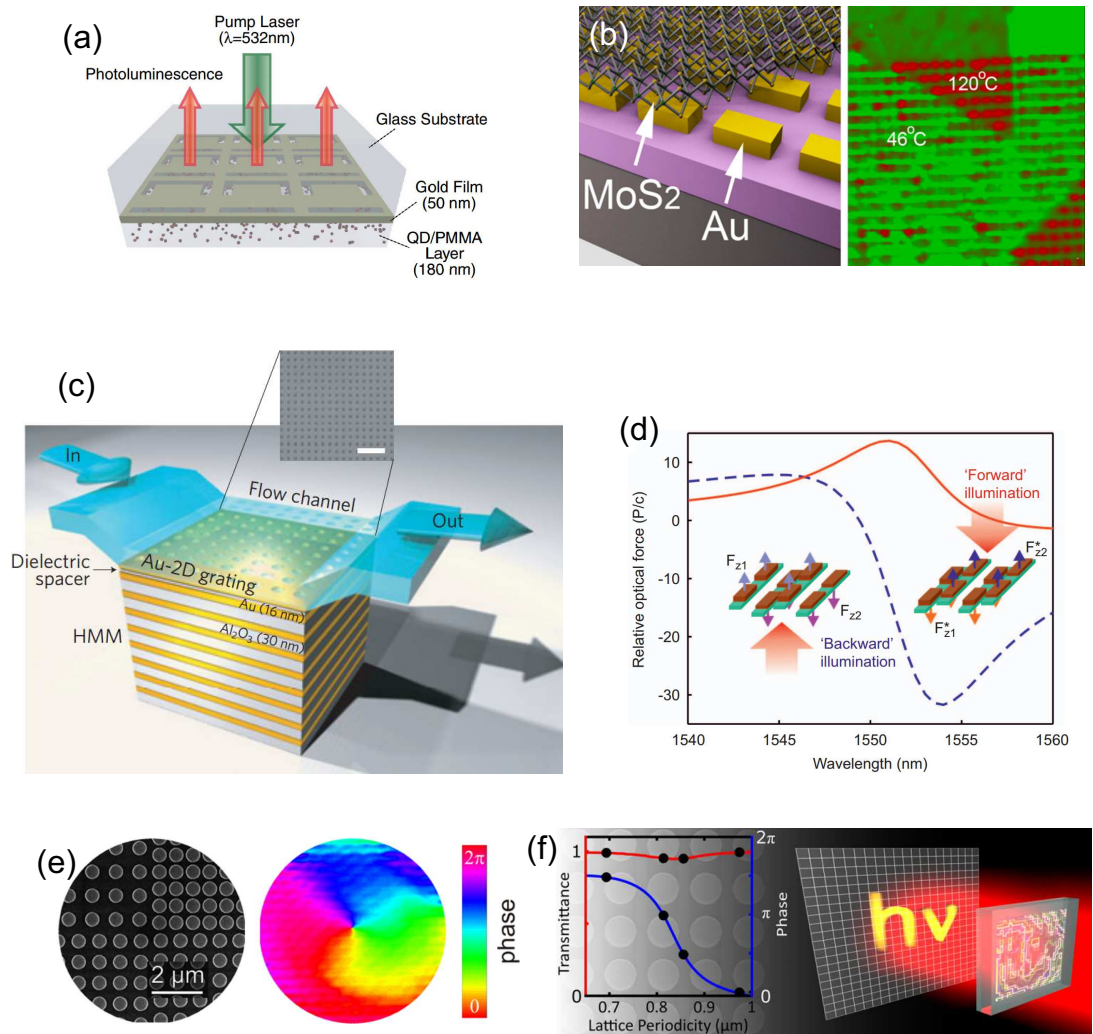 (a)
Pump Laser
(λ=532nm)
Photoluminescence
Glass Substrate
Gold Film
(50 nm)
QD/PMMA
Layer
(180 nm)
(b)
MoS2
Au
120°C
46°C
(c)
In
Flow channel
Out
Dielectric
spacer
Au-2D grating
Au (16 nm)
Al2O3 (30 nm)
HMM
(d)
Relative optical force (P/c)
10
0
-10
-20
-30
'Forward'
illumination
Fz1
Fz2
F*z2
F*z1
'Backward'
illumination
1540
1545
1550
1555
1560
Wavelength (nm)
(e)
2 μm
2π
0
phase
(f)
Transmittance
1
0
2π
π
0
Phase
0.7
0.8
0.9
1
Lattice Periodicity (μm)
hν